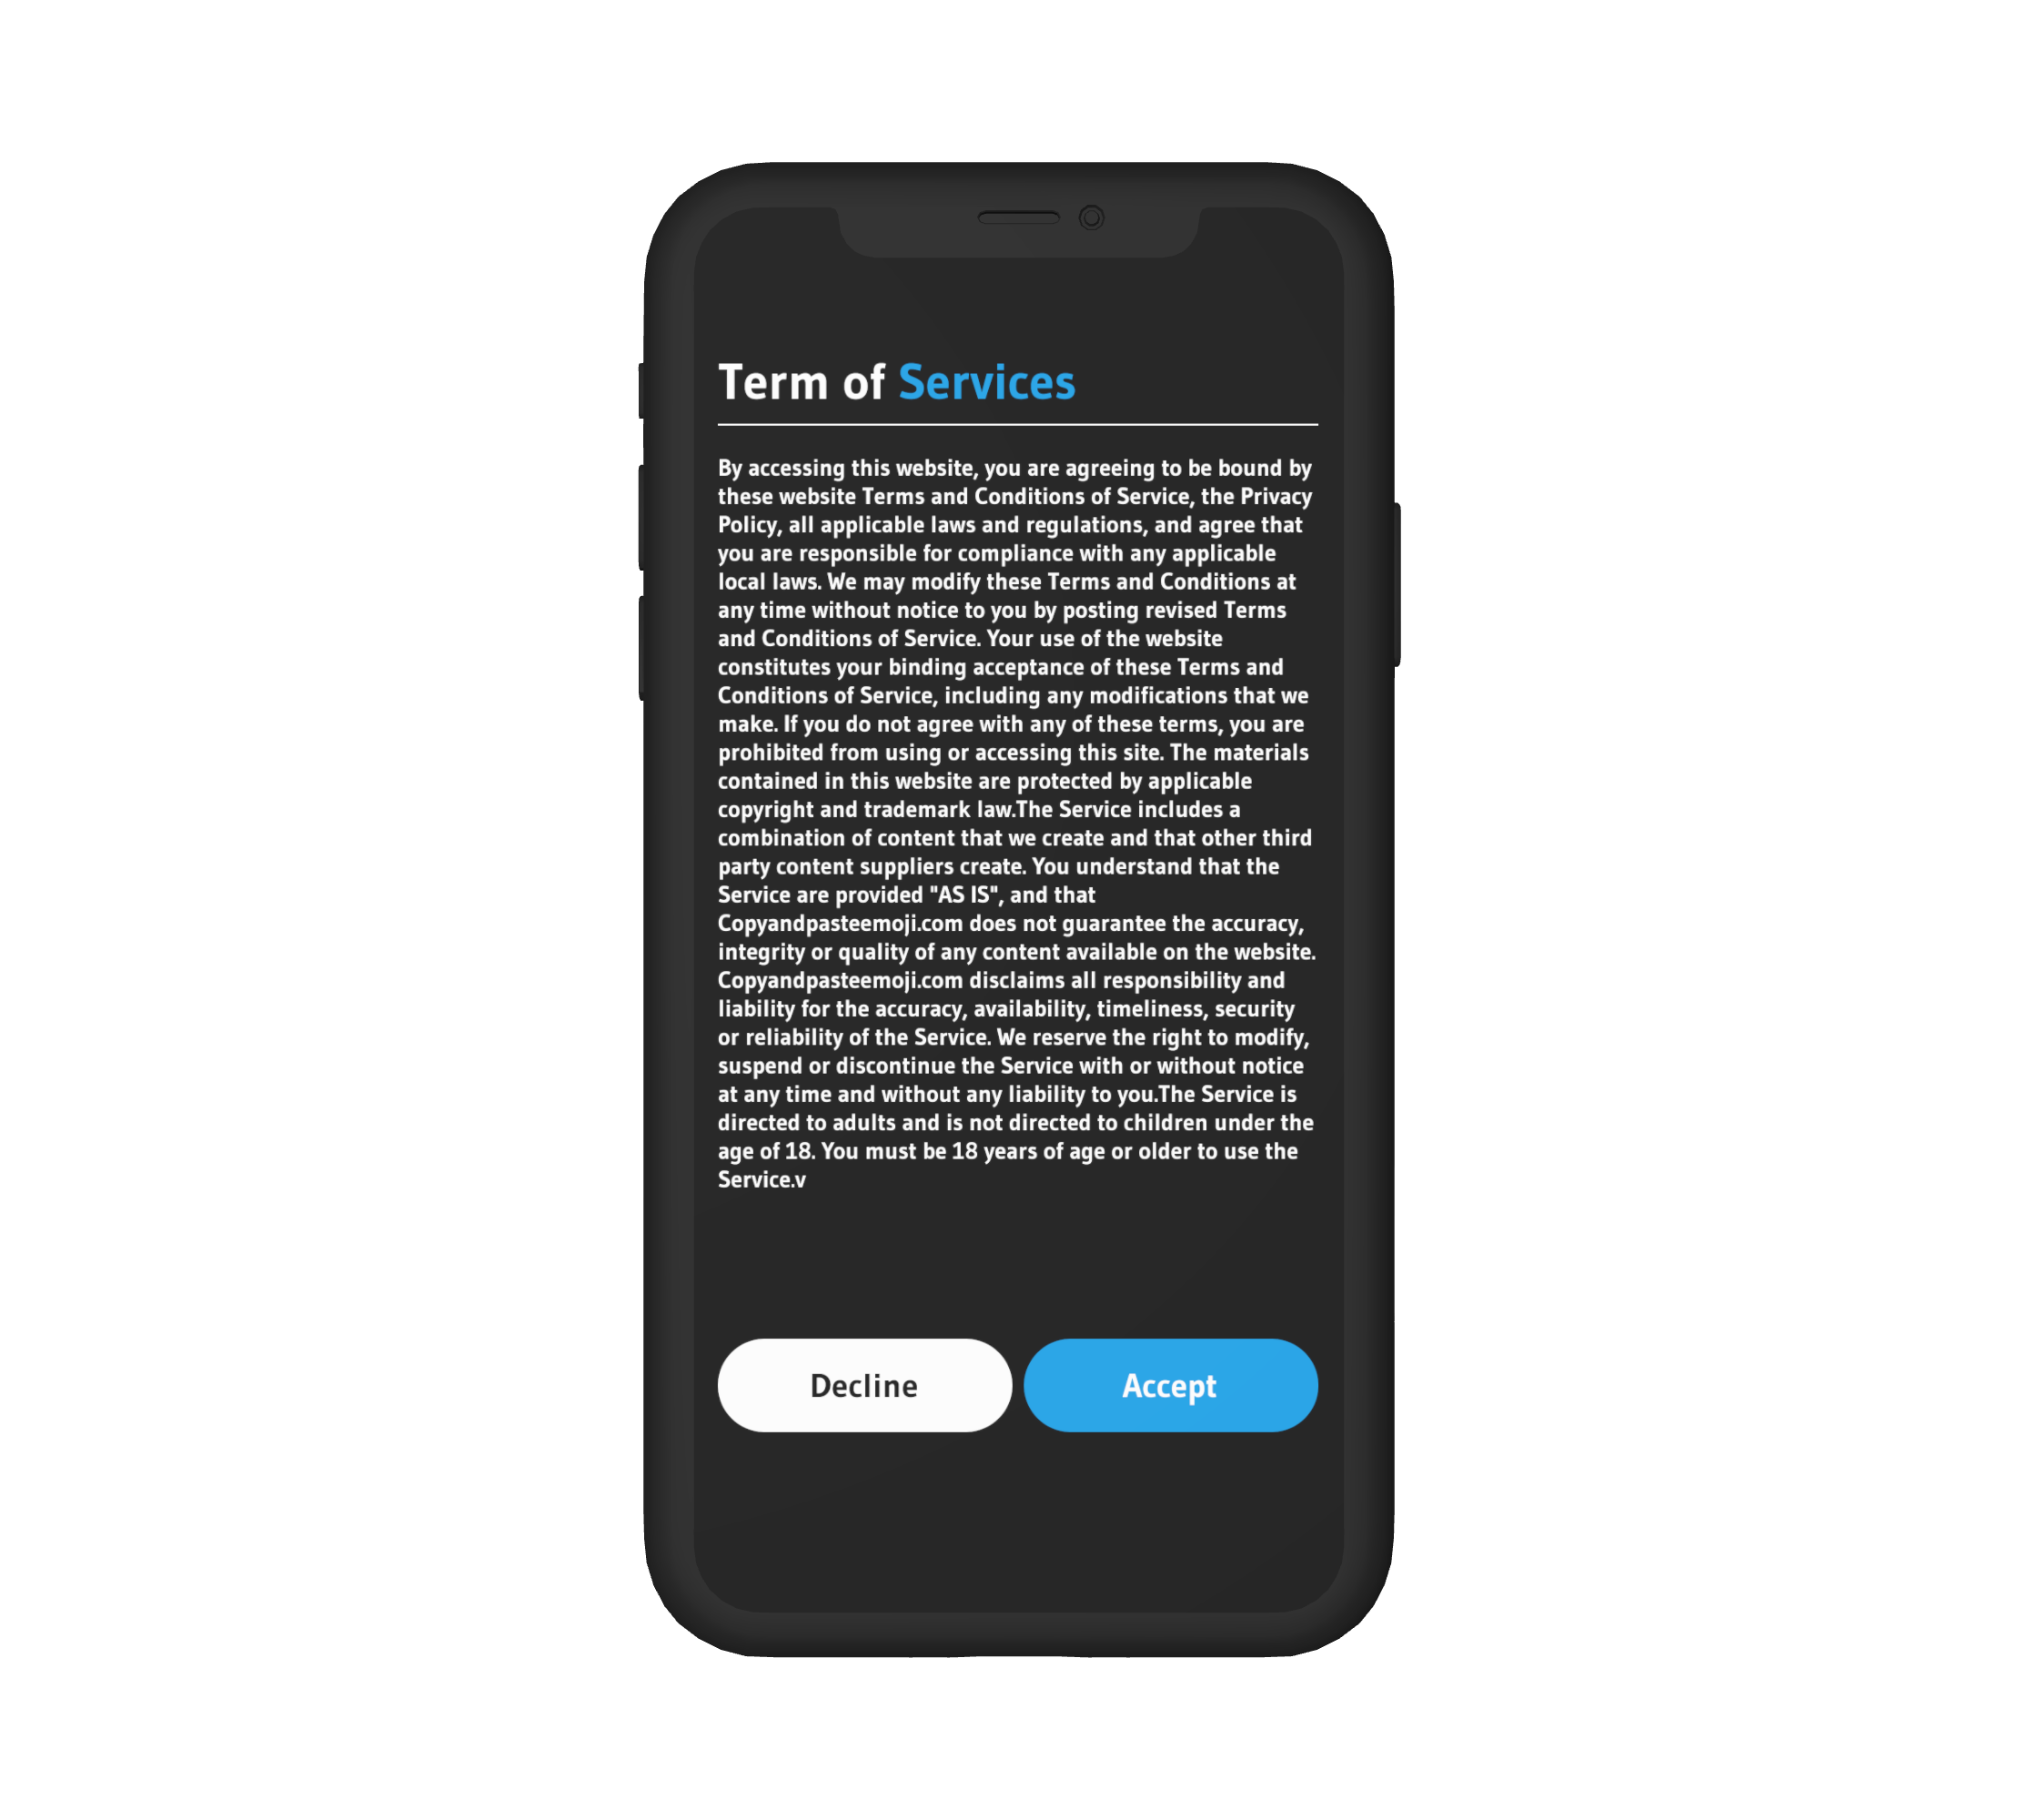 Term of Services
By accessing this website, you are agreeing to be bound by
these website Terms and Conditions of Service, the Privacy
Policy, all applicable laws and regulations, and agree that
you are responsible for compliance with any applicable
local laws. We may modify these Terms and Conditions at
any time without notice to you by posting revised Terms
and Conditions of Service. Your use of the website
constitutes your binding acceptance of these Terms and
Conditions of Service, including any modifications that we
make. If you do not agree with any of these terms, you are
prohibited from using or accessing this site. The materials
contained in this website are protected by applicable
copyright and trademark law.The Service includes a
combination of content that we create and that other third
party content suppliers create. You understand that the
Service are provided "AS IS", and that
Copyandpasteemoji.com does not guarantee the accuracy,
integrity or quality of any content available on the website.
Copyandpasteemoji.com disclaims all responsibility and
liability for the accuracy, availability, timeliness, security
or reliability of the Service. We reserve the right to modify,
suspend or discontinue the Service with or without notice
at any time and without any liability to you.The Service is
directed to adults and is not directed to children under the
age of 18. You must be 18 years of age or older to use the
Service.v
Decline
Accept